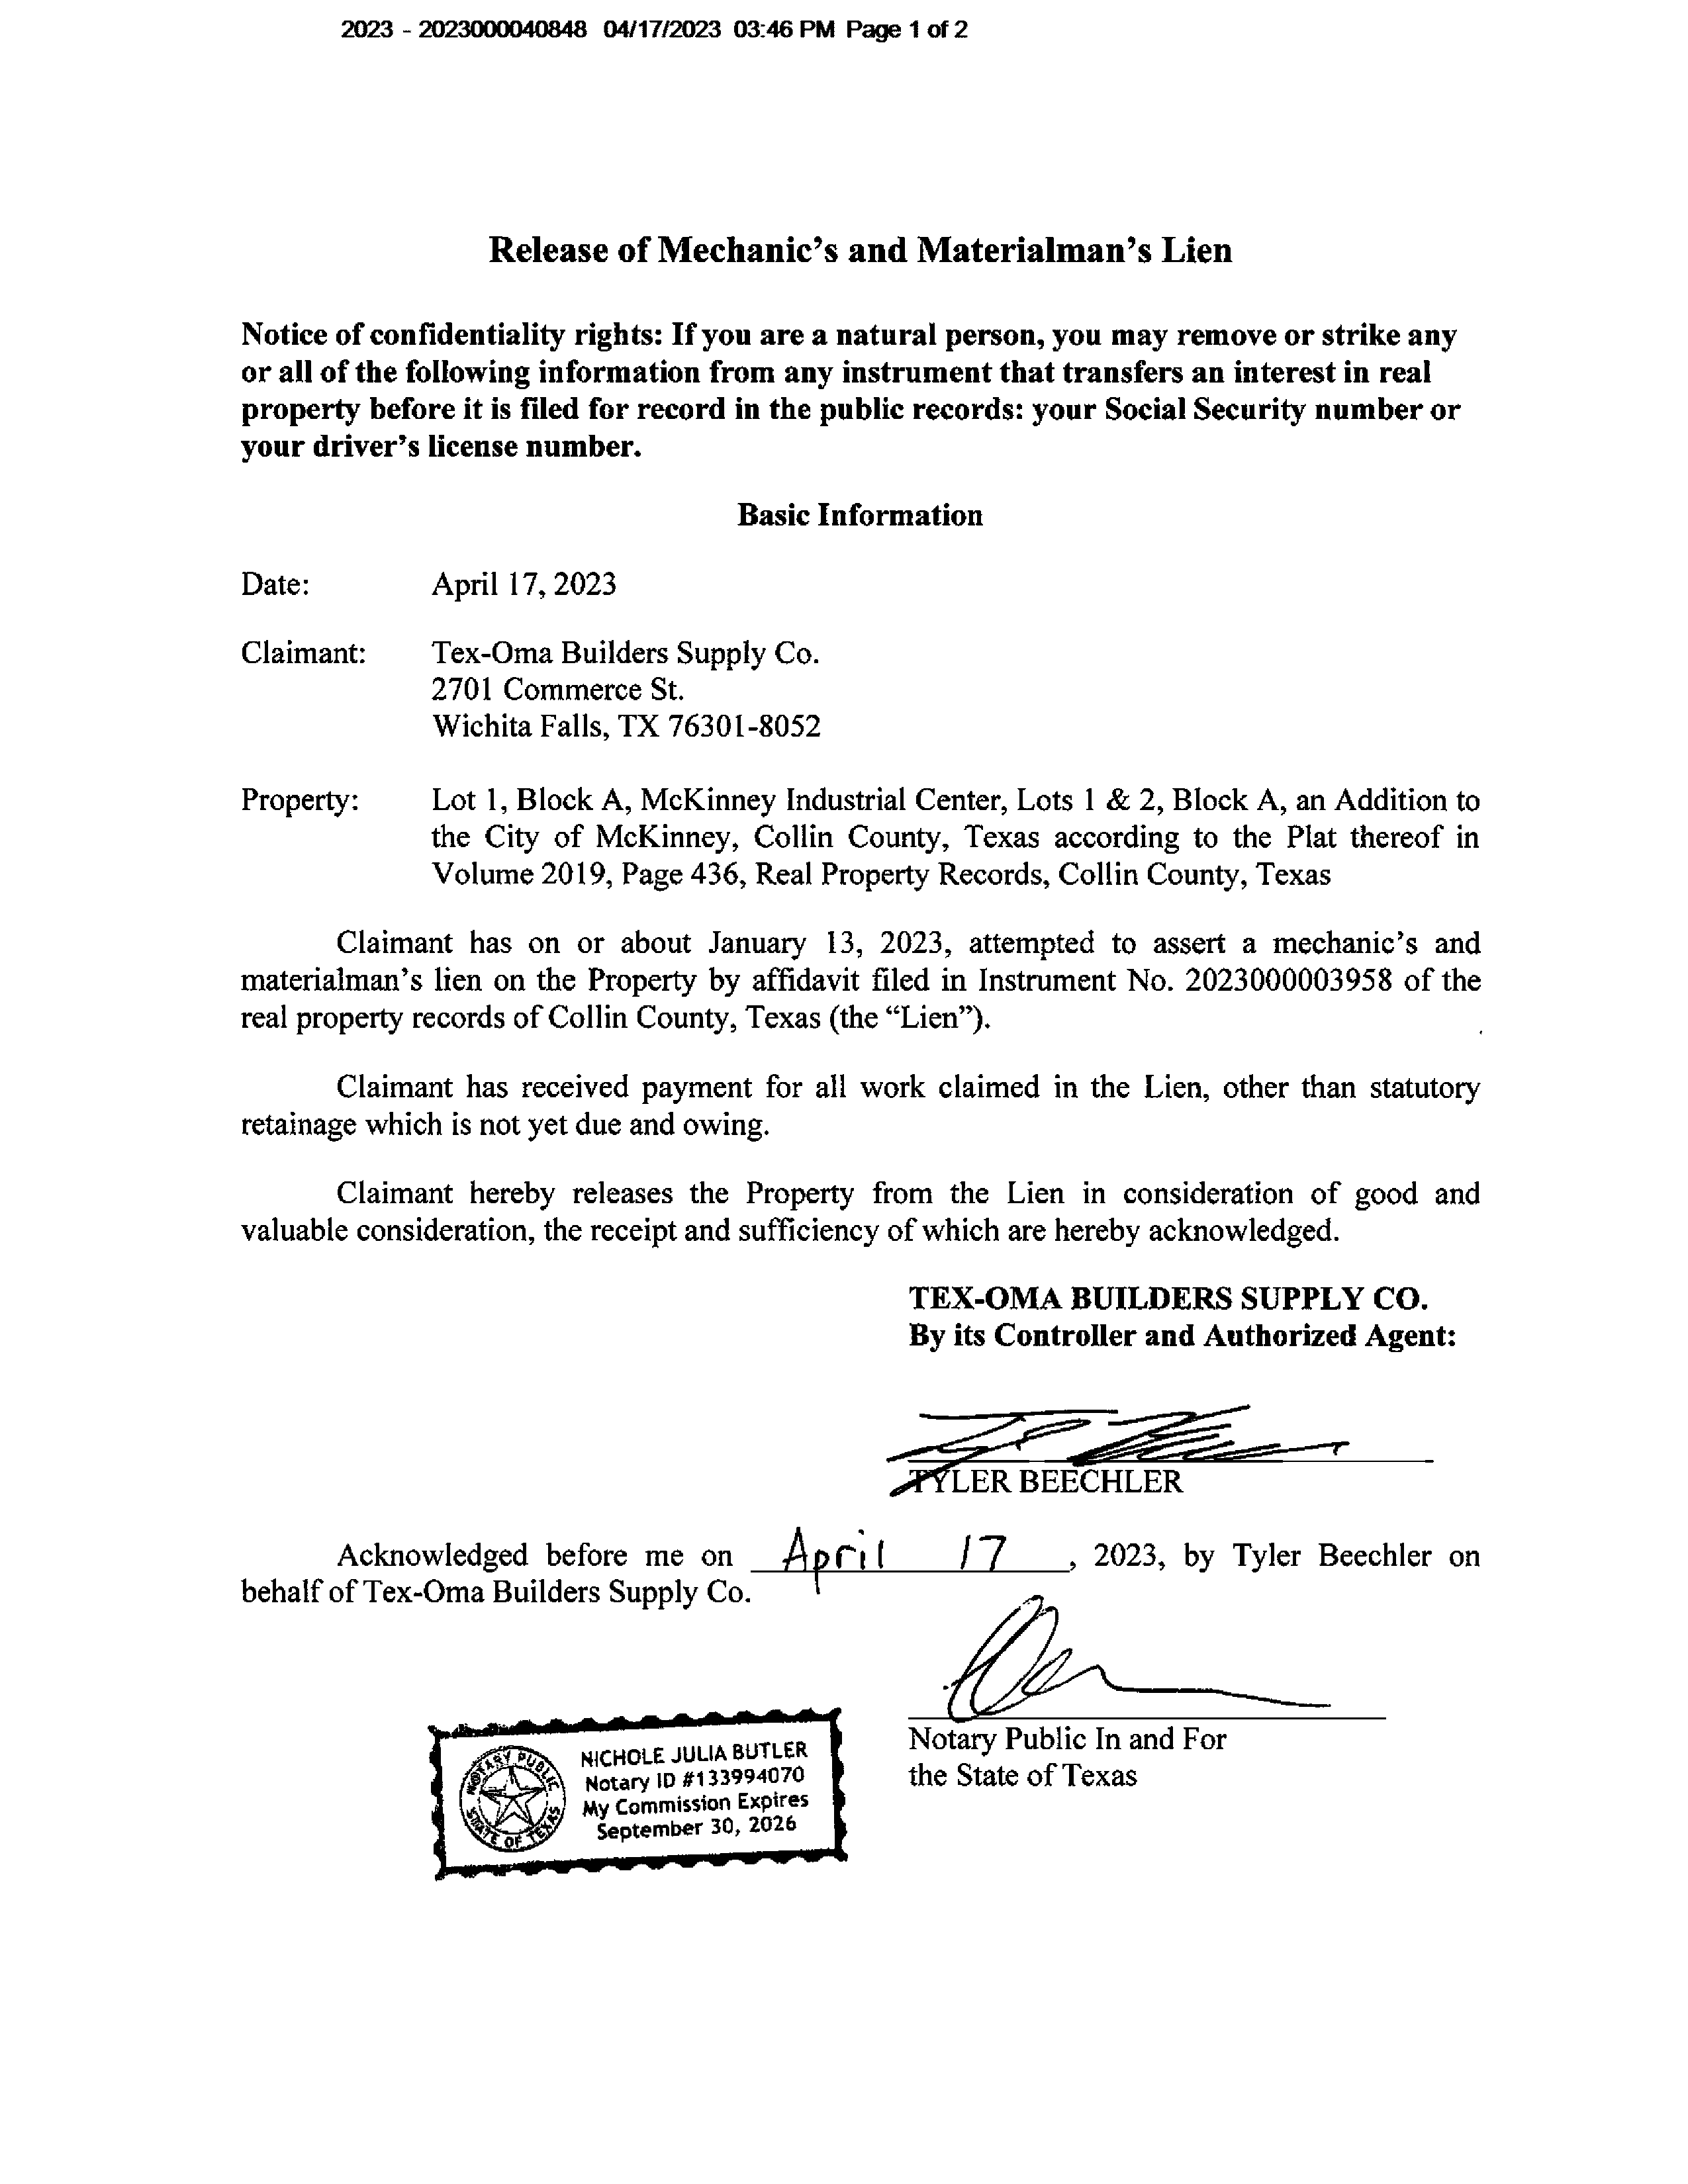 2023 - 2023000040848 04/17/2023 03:46 PM Page 1 of 2
Release of Mechanic’s and Materialman’s Lien
Notice of confidentiality rights: If you are a natural person, you may remove or strike any
or all of the following information from any instrument that transfers an interest in real
property before it is filed for record in the public records: your Social Security number or
your driver’s license number.
Basic Information
Date: April 17, 2023
Claimant: Tex-Oma Builders Supply Co.
2701 Commerce St.
Wichita Falls, TX 76301-8052
Property: Lot 1, Block A, McKinney Industrial Center, Lots 1 & 2, Block A, an Addition to
the City of McKinney, Collin County, Texas according to the Plat thereof in
Volume 2019, Page 436, Real Property Records, Collin County, Texas
Claimant has on or about January 13, 2023, attempted to assert a mechanic’s and
materialman’s lien on the Property by affidavit filed in Instrument No. 2023000003958 of the
real property records of Collin County, Texas (the “Lien”).
Claimant has received payment for all work claimed in the Lien, other than statutory
retainage which is not yet due and owing.
Claimant hereby releases the Property from the Lien in consideration of good and
valuable consideration, the receipt and sufficiency of which are hereby acknowledged.
TEX-OMA BUILDERS SUPPLY CO.
By its Controller and Authorized Agent:
TYLER BEECHLER
Acknowledged before me on April 17, 2023, by Tyler Beechler on
behalf of Tex-Oma Builders Supply Co.
Notary Public In and For
the State of Texas
NOTARY PUBLIC
STATE OF TEXAS
NICHOLE JULIA BUTLER
Notary ID #133994070
My Commission Expires
September 30, 2026